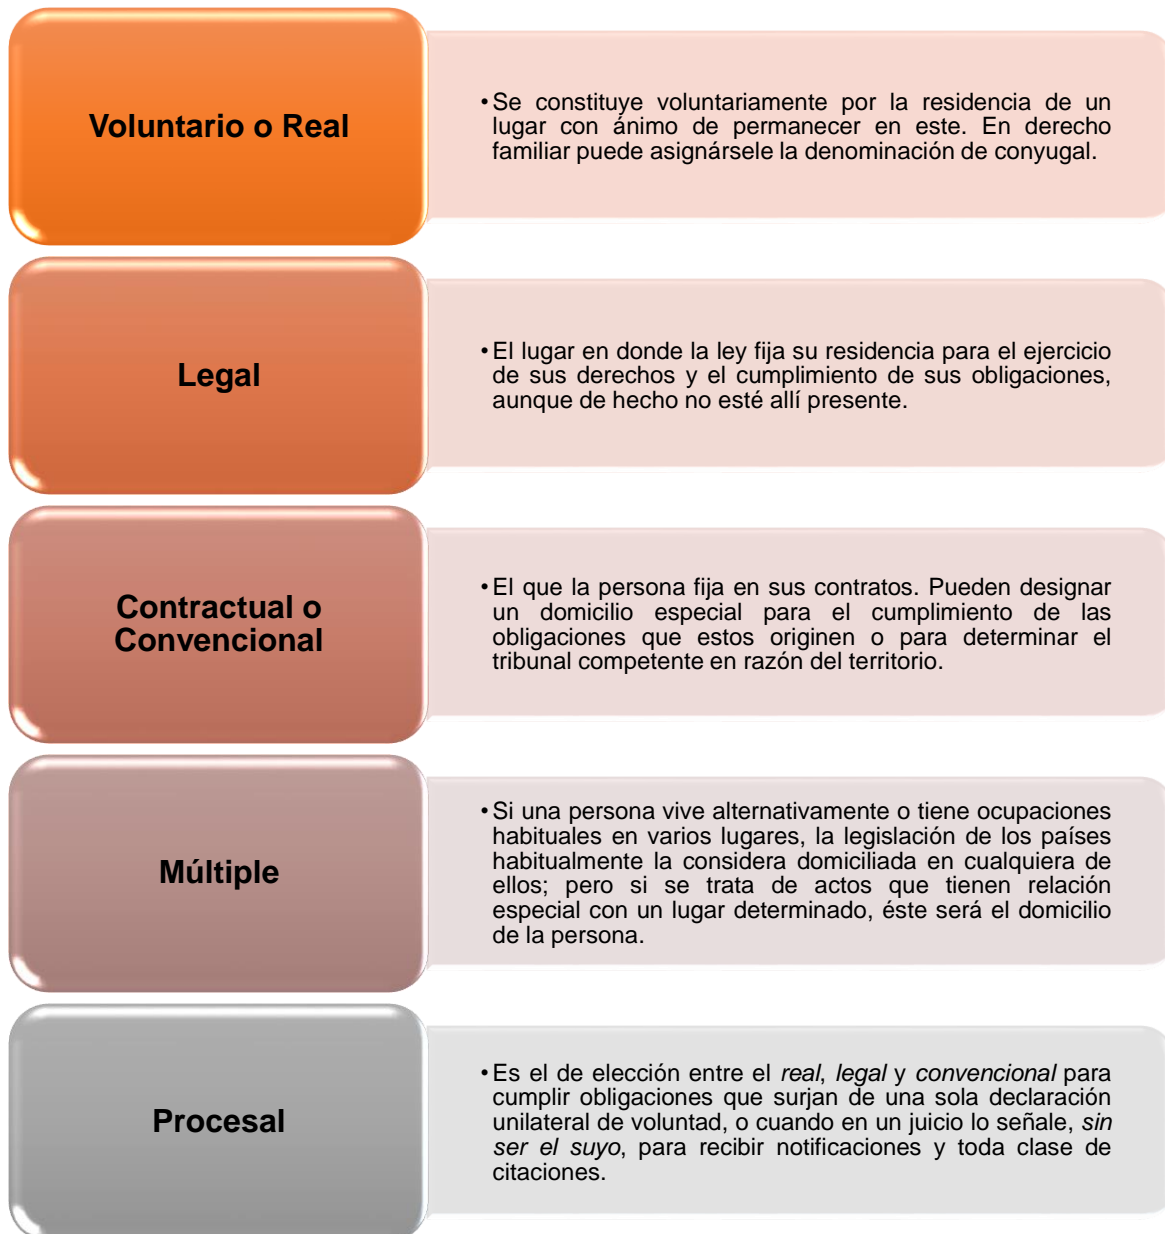 Voluntario o Real
•Se constituye voluntariamente por la residencia de un
lugar con ánimo de permanecer en este. En derecho
familiar puede asignársele la denominación de conyugal.
Legal
•El lugar en donde la ley fija su residencia para el ejercicio
de sus derechos y el cumplimiento de sus obligaciones,
aunque de hecho no esté allí presente.
Contractual o
Convencional
•El que la persona fija en sus contratos. Pueden designar
un domicilio especial para el cumplimiento de las
obligaciones que estos originen o para determinar el
tribunal competente en razón del territorio.
Múltiple
•Si una persona vive alternativamente o tiene ocupaciones
habituales en varios lugares, la legislación de los países
habitualmente la considera domiciliada en cualquiera de
ellos; pero si se trata de actos que tienen relación
especial con un lugar determinado, éste será el domicilio
de la persona.
Procesal
•Es el de elección entre el real, legal y convencional para
cumplir obligaciones que surjan de una sola declaración
unilateral de voluntad, o cuando en un juicio lo señale, sin
ser el suyo, para recibir notificaciones y toda clase de
citaciones.